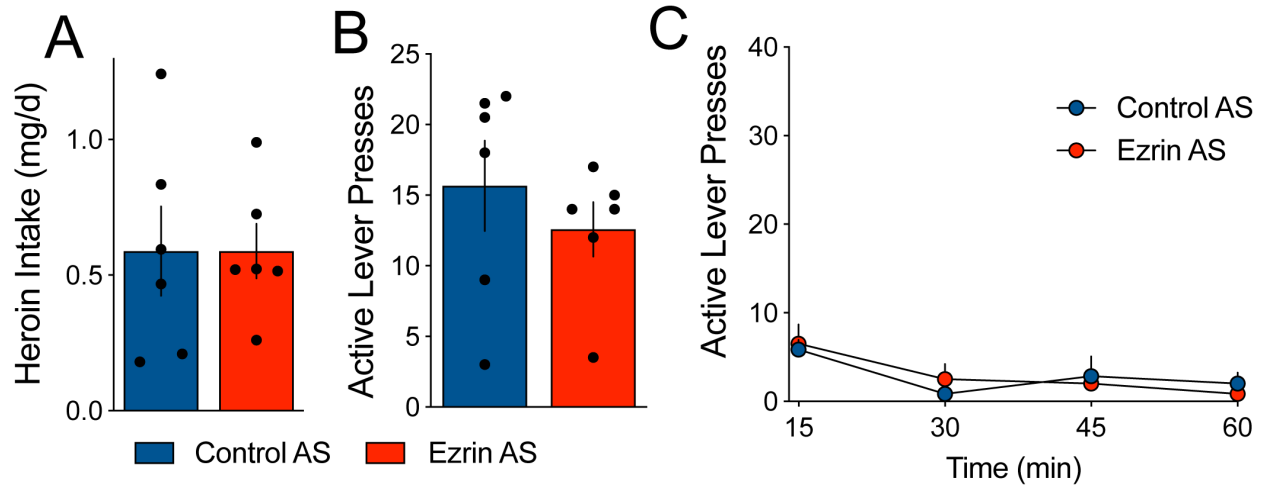 A
Heroin Intake (mg/d)
1.0
0.5
0.0
B
Active Lever Presses
25
20
15
10
5
0
Control AS
Ezrin AS
C
Active Lever Presses
40
30
20
10
0
15
30
45
60
Time (min)
Control AS
Ezrin AS